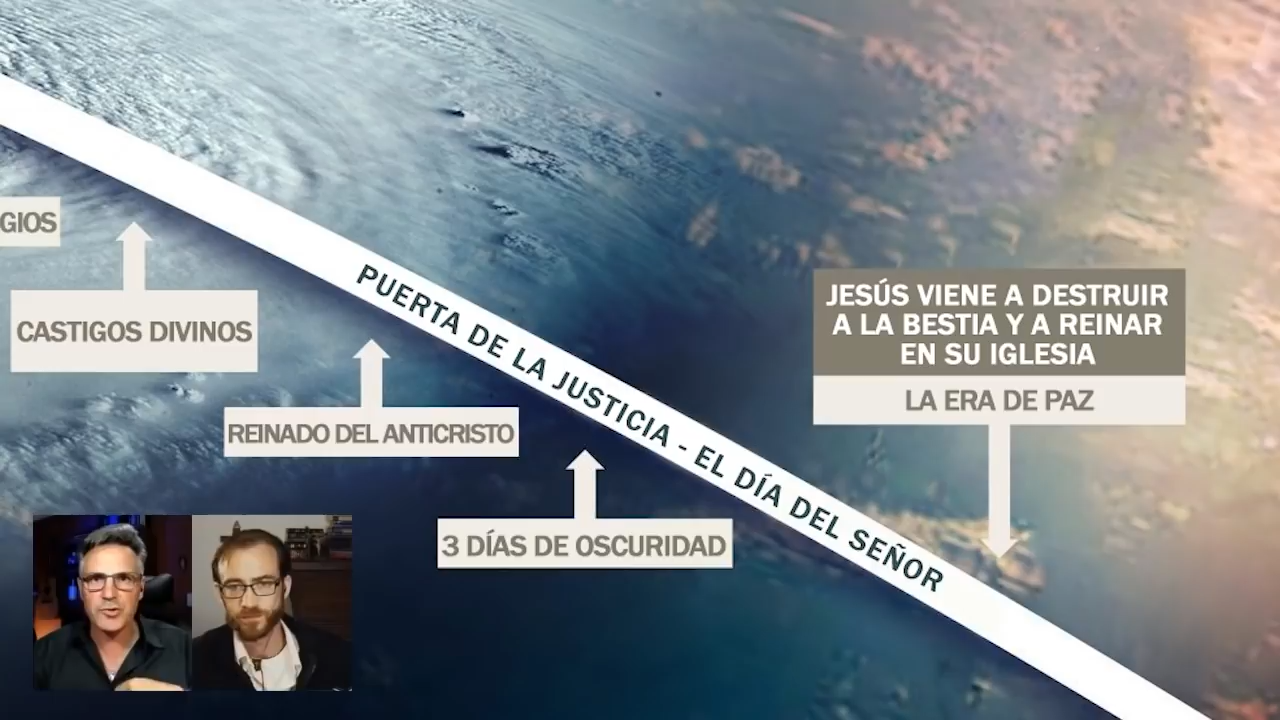 GIOS
CASTIGOS DIVINOS
REINADO DEL ANTICRISTO
3 DÍAS DE OSCURIDAD
PUERTA DE LA JUSTICIA - EL DÍA DEL SEÑOR
JESÚS VIENE A DESTRUIR
A LA BESTIA Y A REINAR
EN SU IGLESIA
LA ERA DE PAZ